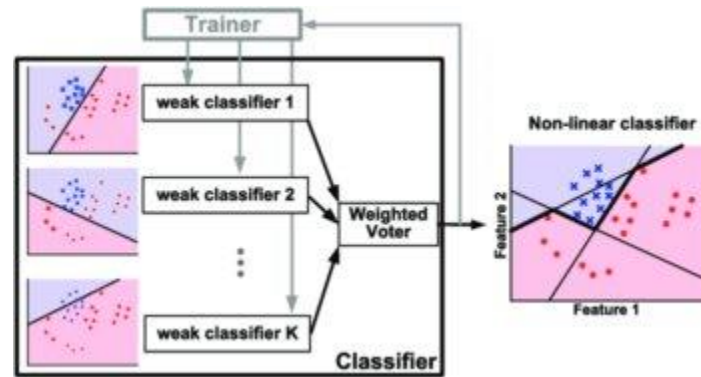 Trainer
weak classifier 1
weak classifier 2
weak classifier K
Weighted
Voter
Classifier
Non-linear classifier
Feature 2
Feature 1